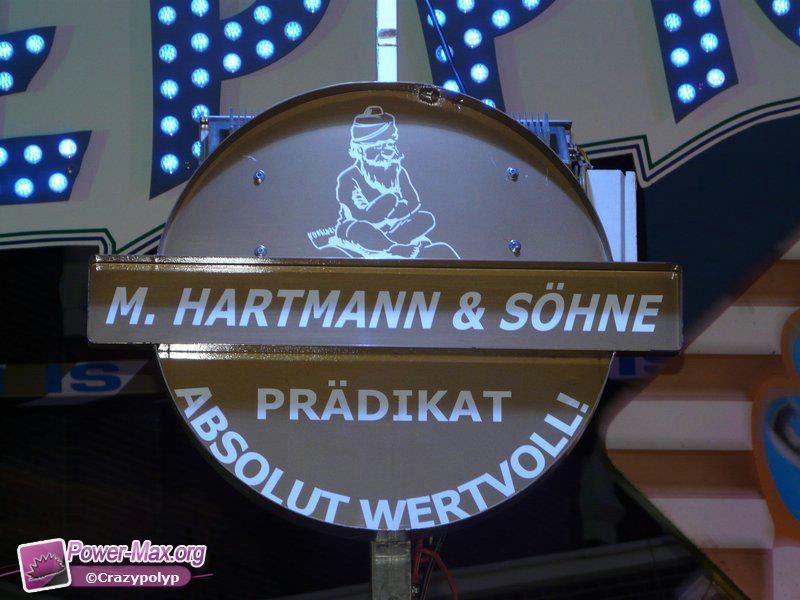 M. HARTMANN & SÖHNE
PRÄDIKAT
ABSOLUT WERTVOLL!
Power-Max.org
©Crazypolyp